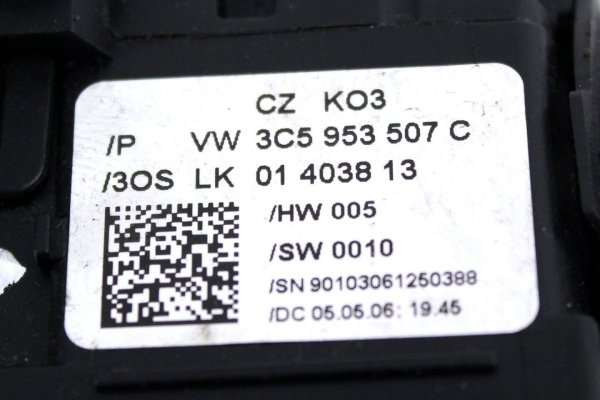 CZ KO3
/P VW 3C5 953 507 C
/3OS LK 01 4038 13
/HW 005
/SW 0010
/SN 90103061250388
/DC 05.05.06: 19.45